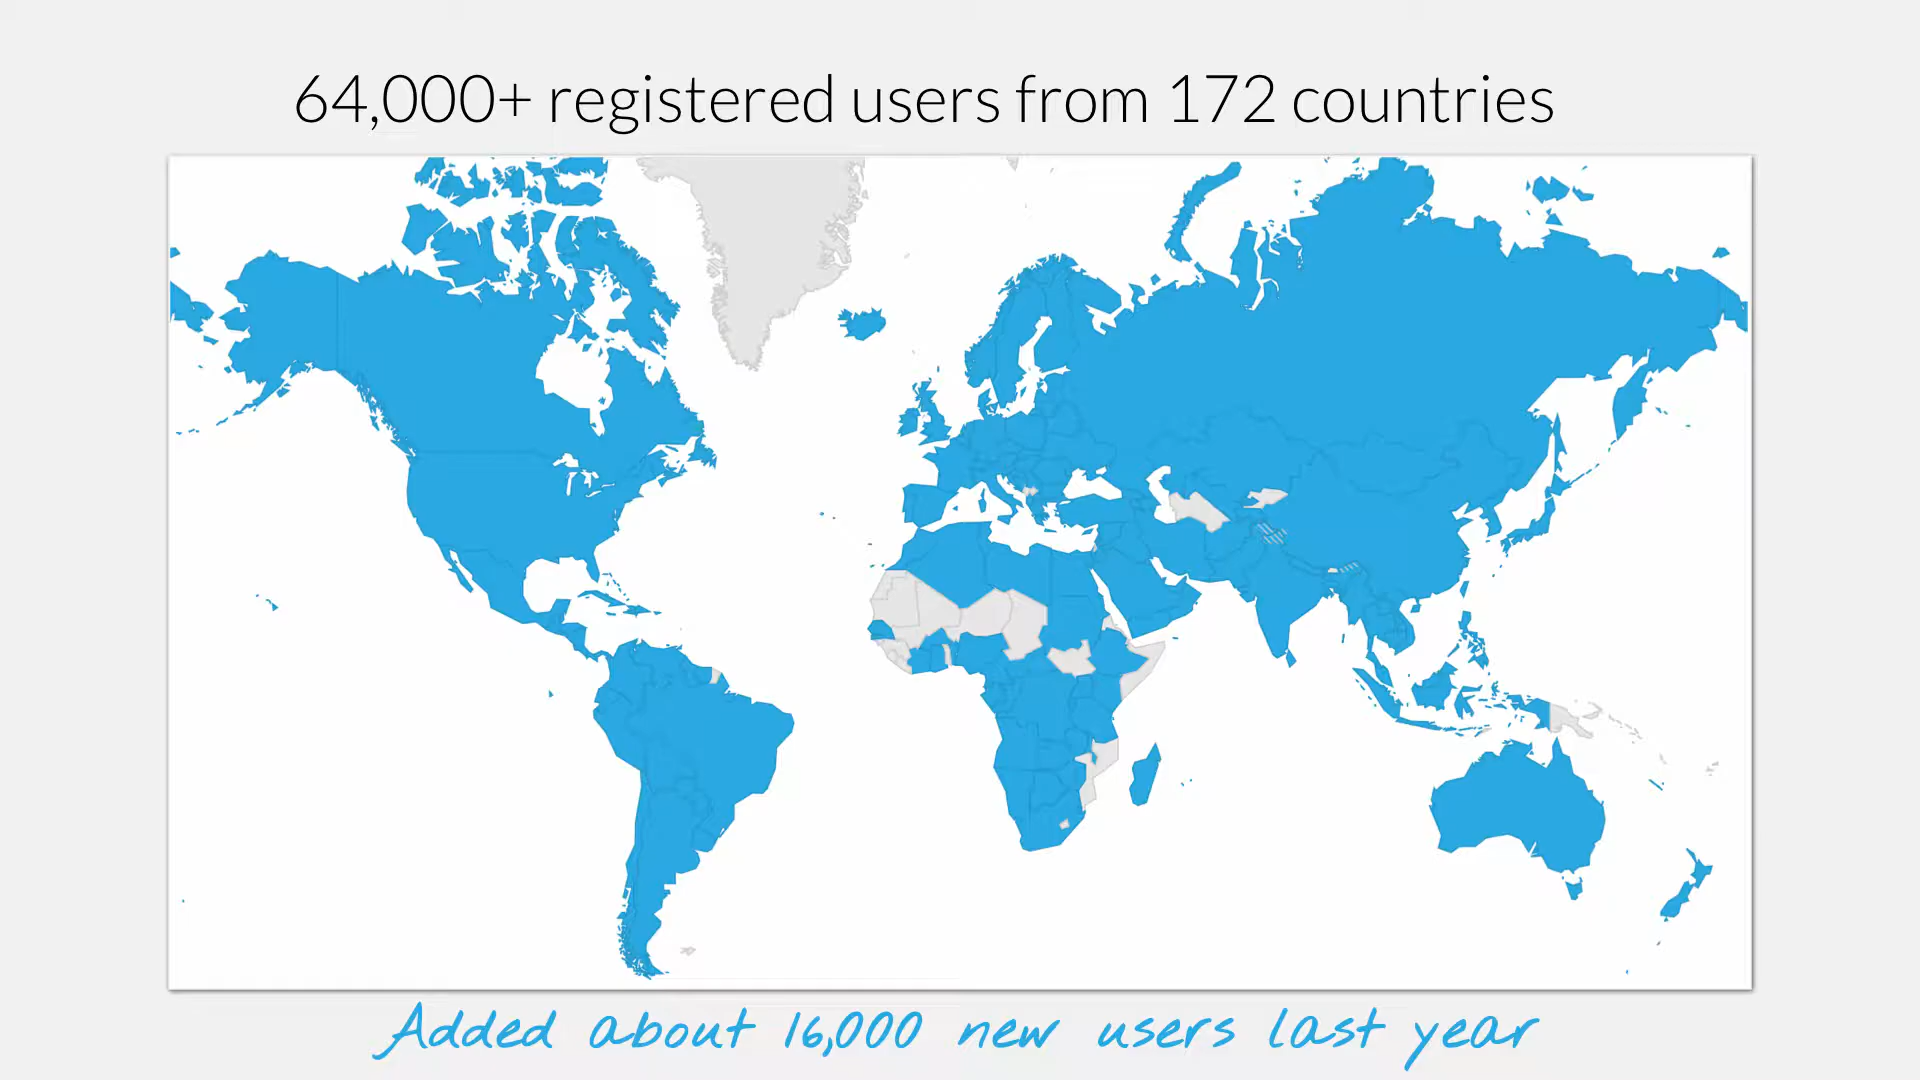 64,000+ registered users from 172 countries
Added about 16,000 new users last year